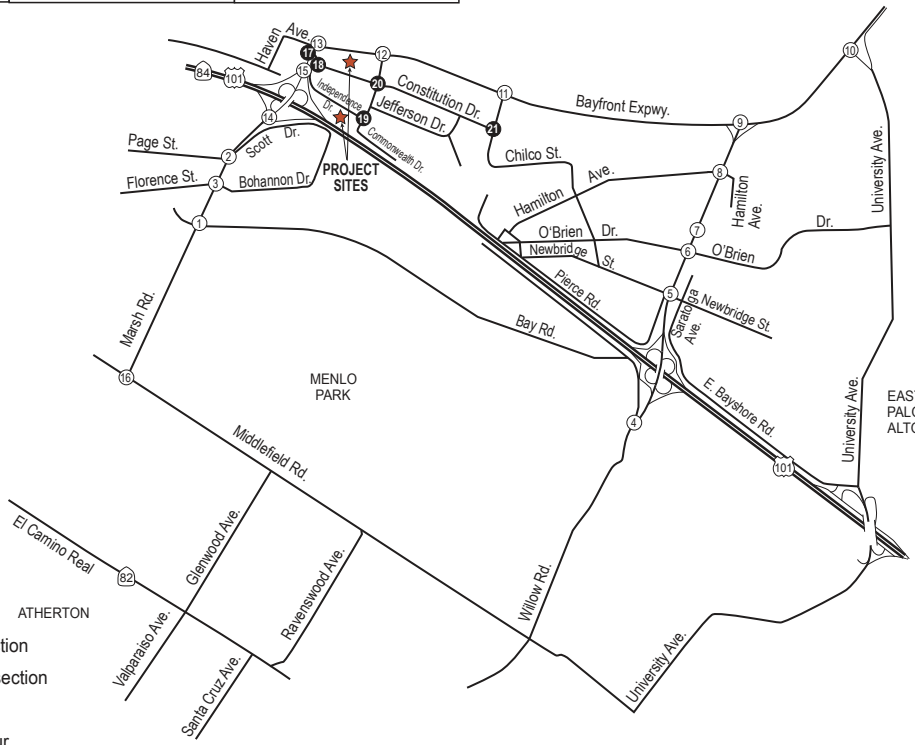 Haven
Ave.
13
17
18
12
10
84
101
15
Independence
Dr.
20
Constitution Dr.
Jefferson Dr.
11
Bayfront Expwy.
9
14
Scott Dr.
19
Commonwealth Dr.
21
Page St.
2
PROJECT
SITES
Chilco St.
8
University Ave.
Florence St.
3
Bohannon Dr.
Hamilton Ave.
Hamilton
Ave.
1
O'Brien Dr.
7
6
O'Brien
Dr.
Newbridge St.
Pierce Rd.
5
Newbridge St.
Saratoga
Ave.
Marsh Rd.
Bay Rd.
16
MENLO
PARK
4
E. Bayshore Rd.
University Ave.
101
Middlefield Rd.
El Camino Real
82
Glenwood Ave.
Ravenswood Ave.
Willow Rd.
ATHERTON
Valparaiso Ave.
Santa Cruz Ave.
University Ave.